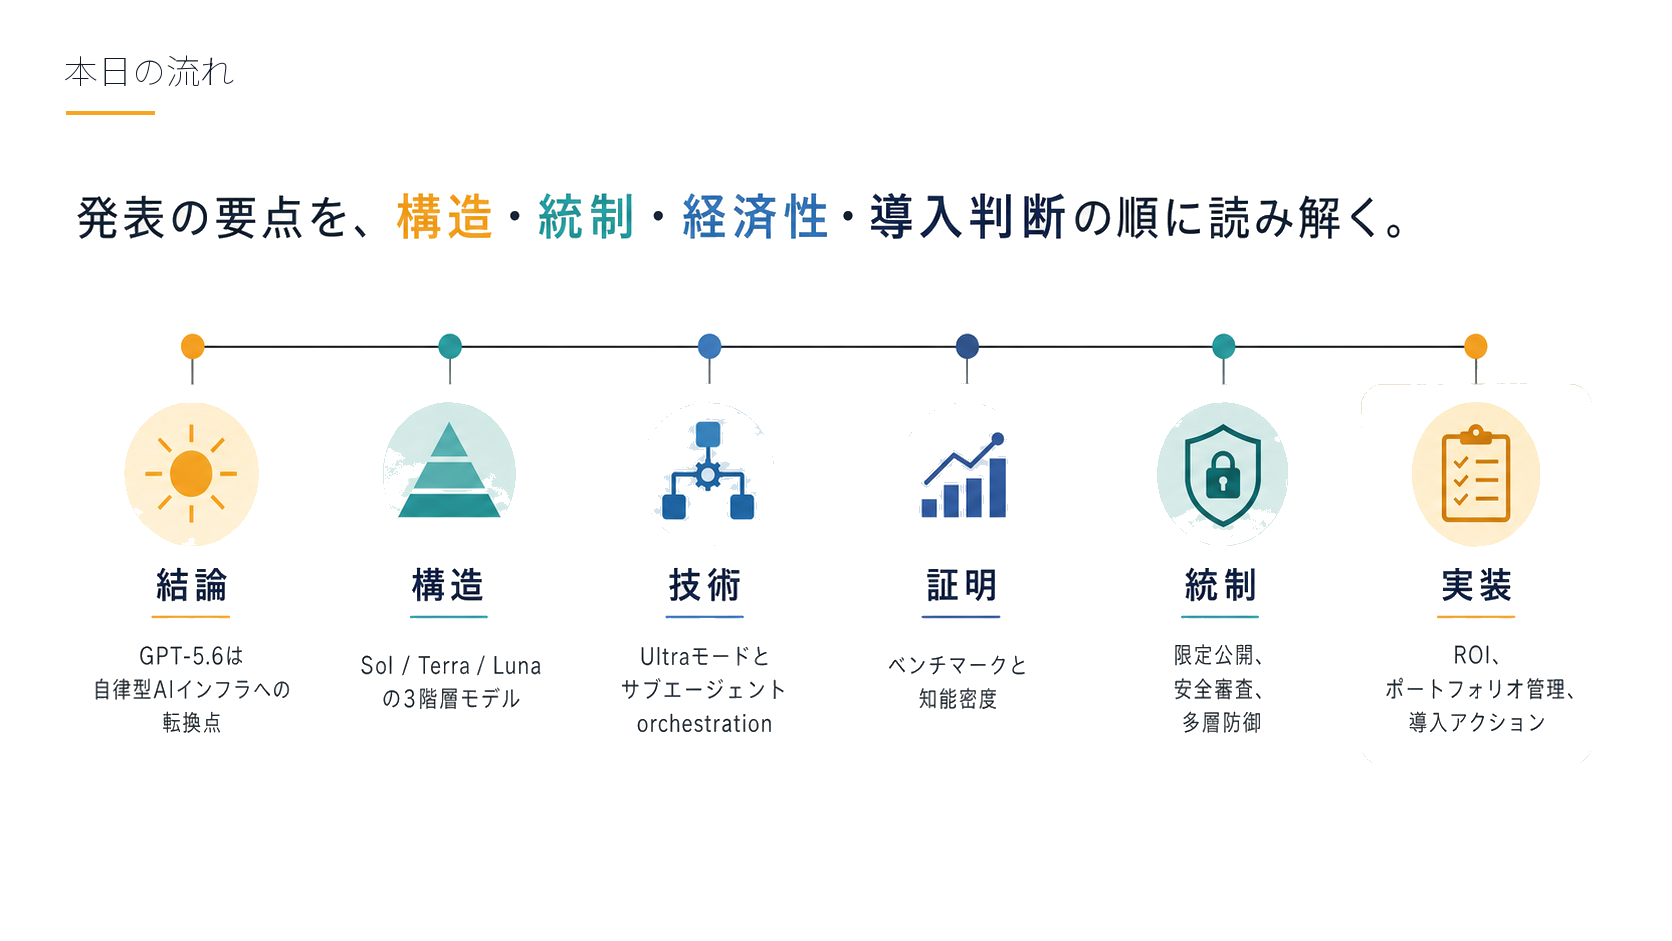 本日の流れ
発表の要点を、構造・統制・経済性・導入判断の順に読み解く。
結論
GPT-5.6は
自律型AIインフラへの
転換点
構造
Sol / Terra / Luna
の3階層モデル
技術
Ultraモードと
サブエージェント
orchestration
証明
ベンチマークと
知能密度
統制
限定公開、
安全審査、
多層防御
実装
ROI、
ポートフォリオ管理、
導入アクション